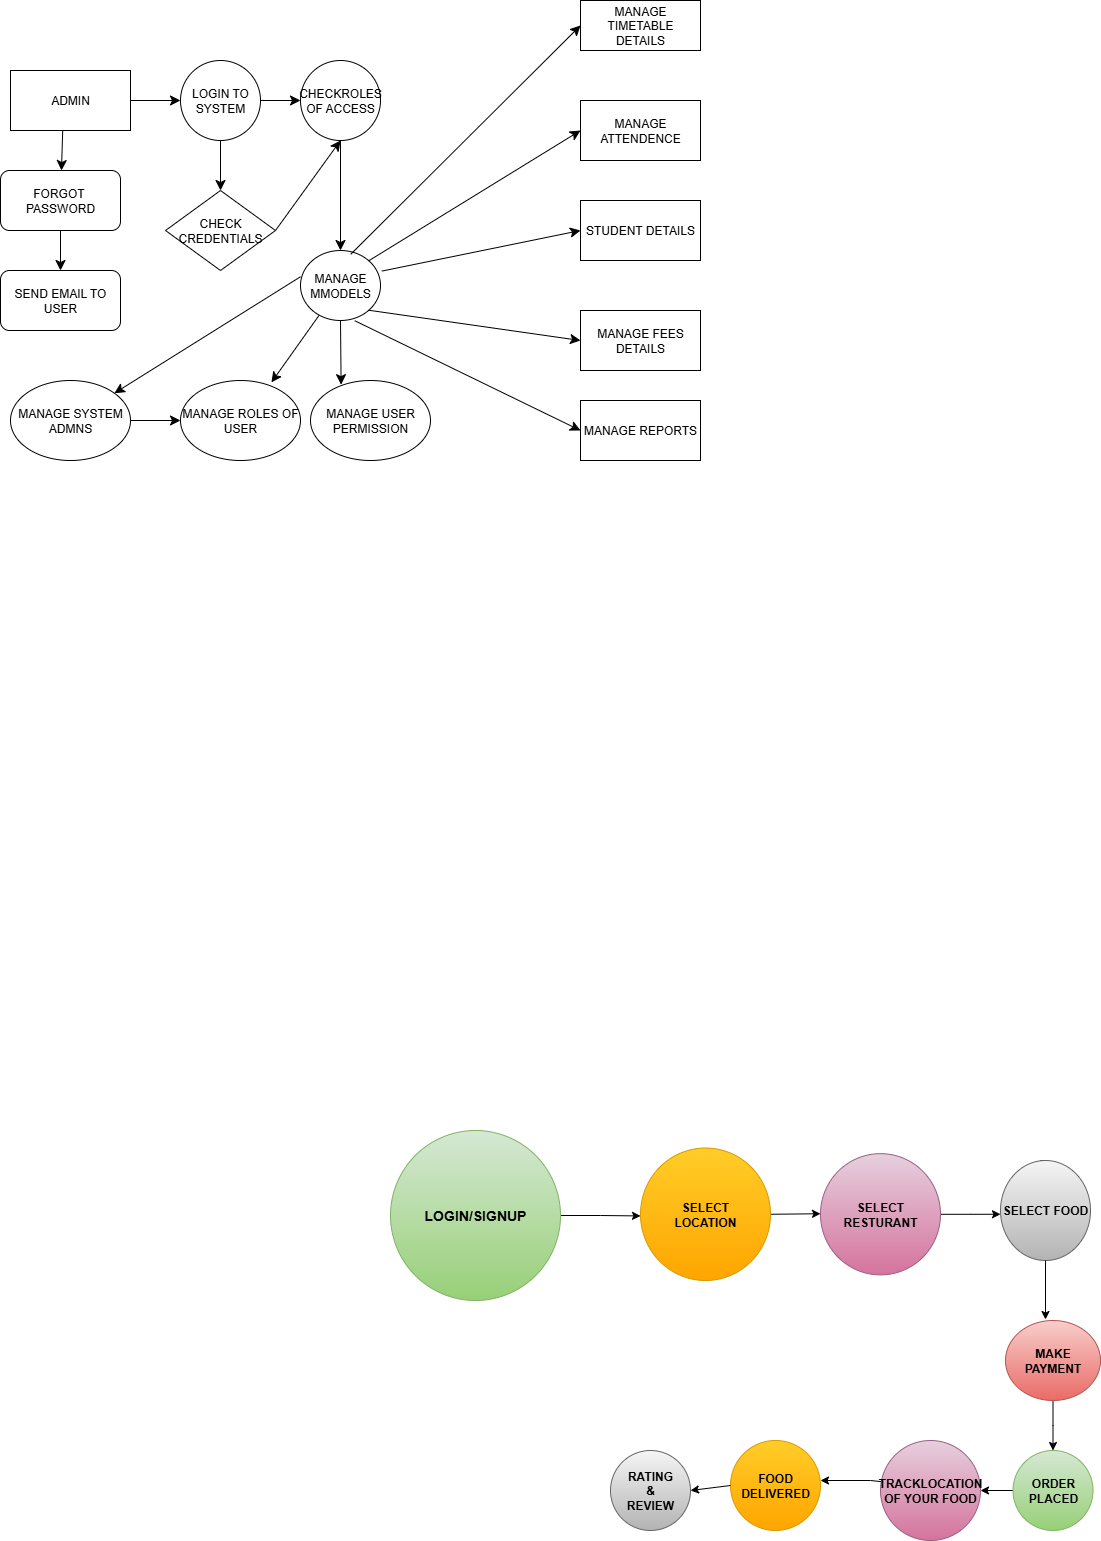 MANAGE
TIMETABLE
DETAILS
ADMIN
LOGIN TO
SYSTEM
CHECKROLES
OF ACCESS
MANAGE
ATTENDENCE
FORGOT
PASSWORD
CHECK
CREDENTIALS
STUDENT DETAILS
SEND EMAIL TO
USER
MANAGE
MMODELS
MANAGE FEES
DETAILS
MANAGE SYSTEM
ADMNS
MANAGE ROLES OF
USER
MANAGE USER
PERMISSION
MANAGE REPORTS
LOGIN/SIGNUP
SELECT
LOCATION
SELECT
RESTURANT
SELECT FOOD
MAKE
PAYMENT
RATING
&
REVIEW
FOOD
DELIVERED
TRACKLOCATION
OF YOUR FOOD
ORDER
PLACED